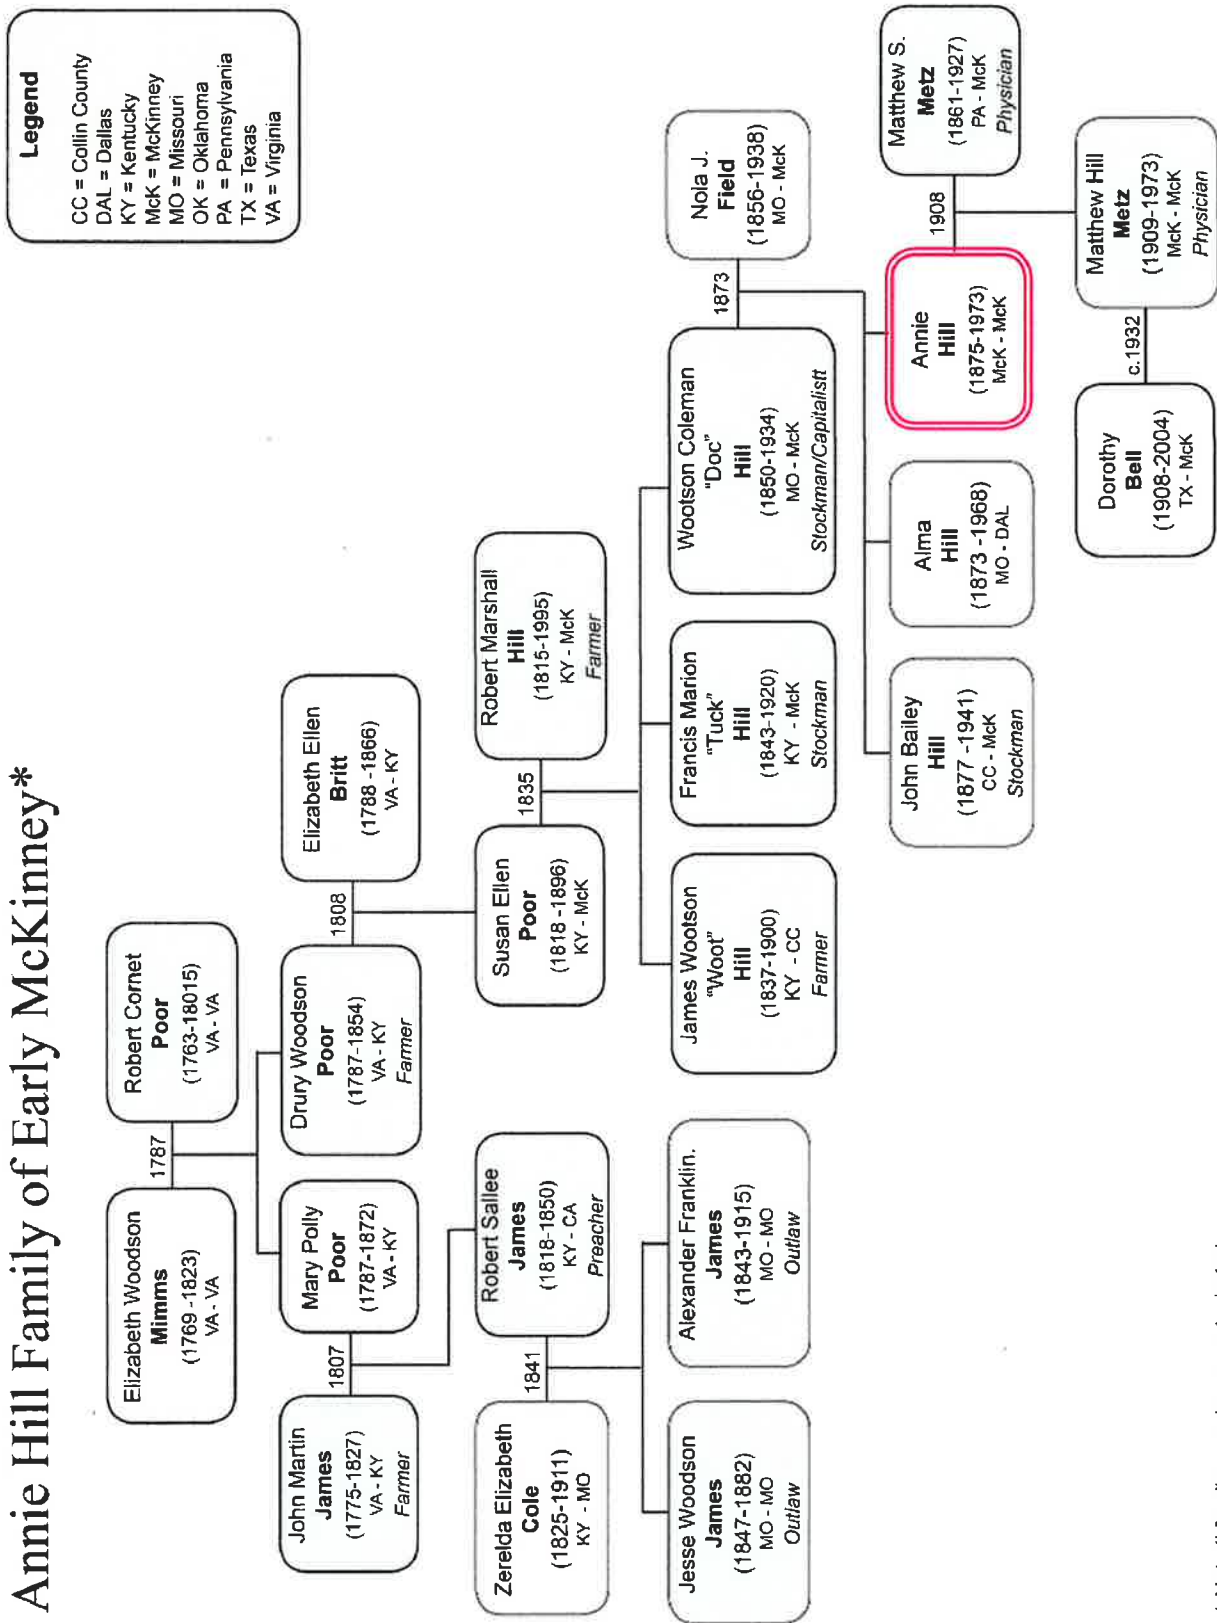 Annie Hill Family of Early McKinney*
Legend
CC = Collin County
DAL = Dallas
KY = Kentucky
McK = McKinney
MO = Missouri
OK = Oklahoma
PA = Pennsylvania
TX = Texas
VA = Virginia
Elizabeth Woodson
Mimms
(1769 -1823)
VA - VA
1787
Robert Cornet
Poor
(1763-18015)
VA - VA
John Martin
James
(1775-1827)
VA - KY
Farmer
1807
Mary Polly
Poor
(1787-1872)
VA - KY
Drury Woodson
Poor
(1787-1854)
VA - KY
Farmer
1808
Elizabeth Ellen
Britt
(1788 -1866)
VA - KY
Zerelda Elizabeth
Cole
(1825-1911)
KY - MO
1841
Robert Sallee
James
(1818-1850)
KY - CA
Preacher
Susan Ellen
Poor
(1818 -1896)
KY - McK
1835
Robert Marshall
Hill
(1815-1995)
KY - McK
Farmer
Jesse Woodson
James
(1847-1882)
MO - MO
Outlaw
Alexander Franklin.
James
(1843-1915)
MO - MO
Outlaw
James Wootson
"Woot"
Hill
(1837-1900)
KY - CC
Farmer
Francis Marion
"Tuck"
Hill
(1843-1920)
KY - McK
Stockman
Wootson Coleman
"Doc"
Hill
(1850-1934)
MO - McK
Stockman/Capitalistt
1873
Nola J.
Field
(1856-1938)
MO - McK
John Bailey
Hill
(1877 -1941)
CC - McK
Stockman
Alma
Hill
(1873 -1968)
MO - DAL
Annie
Hill
(1875-1973)
McK - McK
1908
Matthew S.
Metz
(1861-1927)
PA - McK
Physician
Dorothy
Bell
(1908-2004)
TX - McK
c.1932
Matthew Hill
Metz
(1909-1973)
McK - McK
Physician